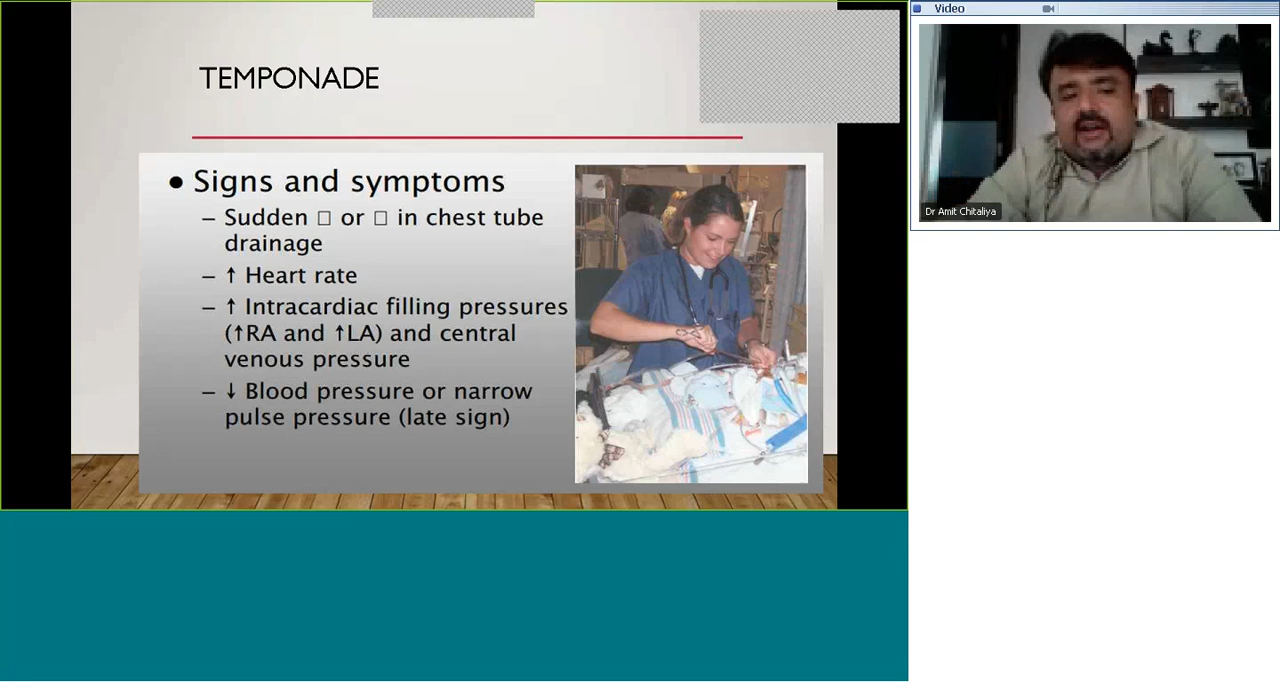 TEMPONADE
● Signs and symptoms
– Sudden □ or □ in chest tube
drainage
– ↑ Heart rate
– ↑ Intracardiac filling pressures
(↑RA and ↑LA) and central
venous pressure
– ↓ Blood pressure or narrow
pulse pressure (late sign)
Video
Dr Amit Chitaliya